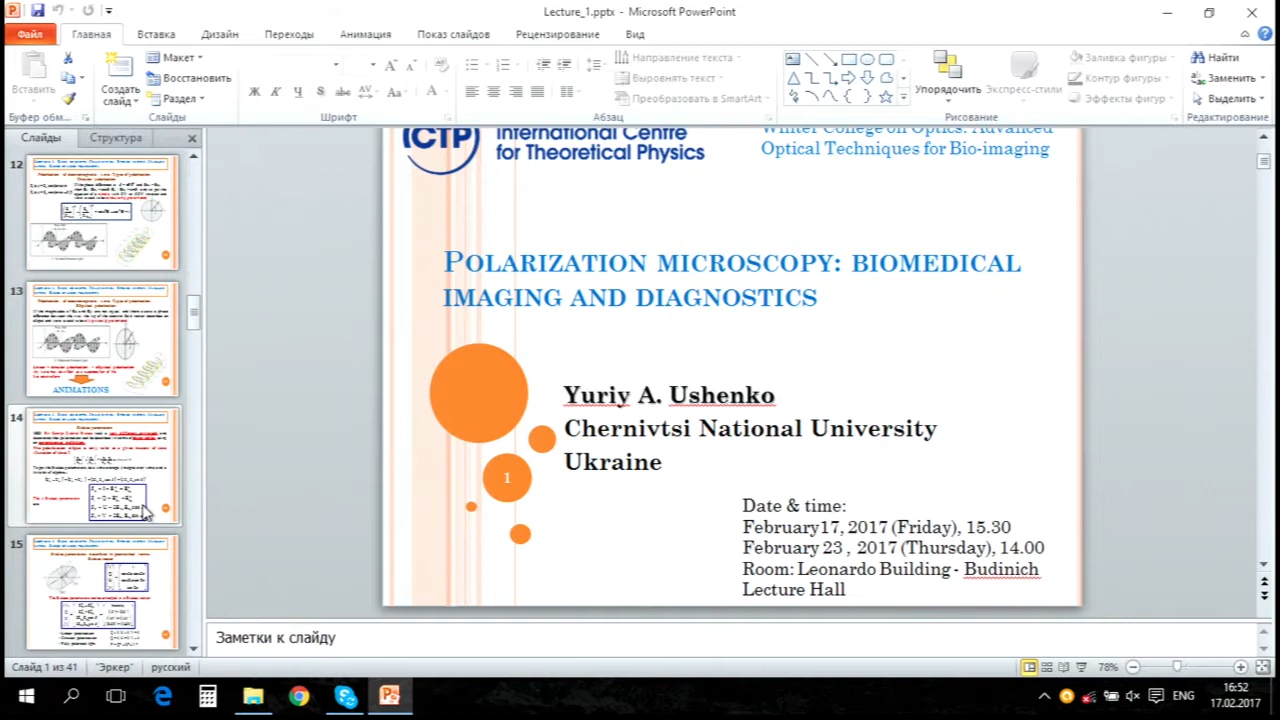 Lecture_1.pptx - Microsoft PowerPoint
Файл
Главная
Вставка
Дизайн
Переходы
Анимация
Показ слайдов
Рецензирование
Вид
Вставить
Создать слайд
Макет
Восстановить
Раздел
Ж К Ч S abc AV Aa A
Направление текста
Выровнять текст
Преобразовать в SmartArt
Упорядочить
Экспресс-стили
Заливка фигуры
Контур фигуры
Эффекты фигур
Найти
Заменить
Выделить
Буфер обм...
Слайды
Шрифт
Абзац
Рисование
Редактирование
Слайды
Структура
12
13
ANIMATIONS
14
15
(CTP)
International Centre
for Theoretical Physics
Winter College on Optics: Advanced
Optical Techniques for Bio-imaging
POLARIZATION MICROSCOPY: BIOMEDICAL
IMAGING AND DIAGNOSTICS
Yuriy A. Ushenko
Chernivtsi National University
Ukraine
1
Date & time:
February17, 2017 (Friday), 15.30
February 23 , 2017 (Thursday), 14.00
Room: Leonardo Building - Budinich
Lecture Hall
Заметки к слайду
Слайд 1 из 41
"Эркер"
русский
78%
ENG
16:52
17.02.2017